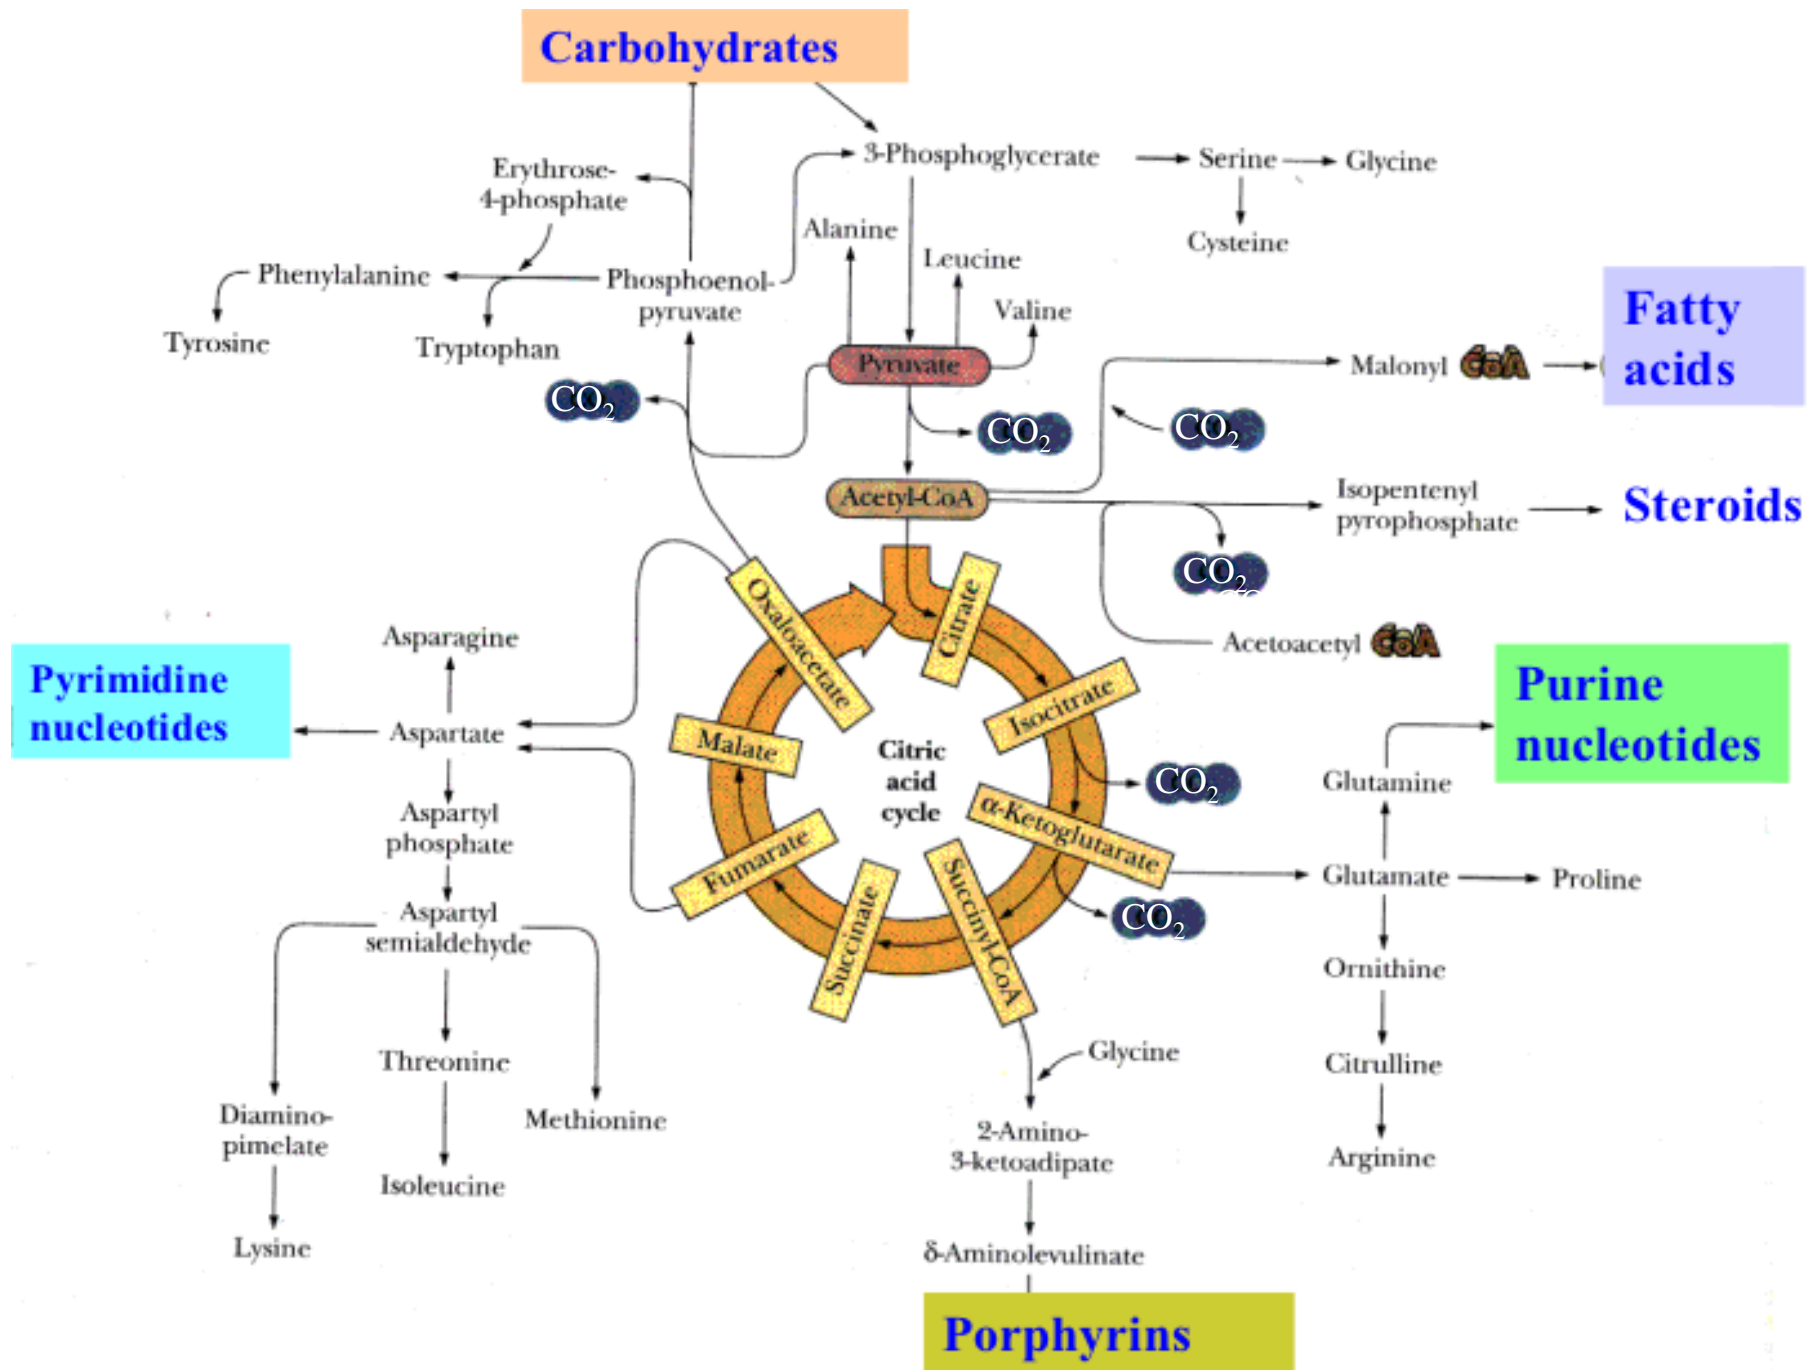 Carbohydrates
3-Phosphoglycerate
Serine
Glycine
Erythrose-
4-phosphate
Alanine
Cysteine
Leucine
Phenylalanine
Phosphoenol-
pyruvate
Valine
Fatty
acids
Tyrosine
Tryptophan
Pyruvate
Malonyl CoA
CO2
CO2
CO2
Acetyl-CoA
Isopentenyl
pyrophosphate
Steroids
CO2
Oxaloacetate
Citrate
Asparagine
Acetoacetyl CoA
Pyrimidine
nucleotides
Purine
nucleotides
Isocitrate
Aspartate
Malate
Citric
acid
cycle
CO2
Glutamine
Aspartyl
phosphate
α-Ketoglutarate
Fumarate
Glutamate
Proline
Succinate
Succinyl-CoA
CO2
Aspartyl
semialdehyde
Ornithine
Threonine
Glycine
Citrulline
Diamino-
pimelate
Methionine
2-Amino-
3-ketoadipate
Arginine
Isoleucine
Lysine
δ-Aminolevulinate
Porphyrins